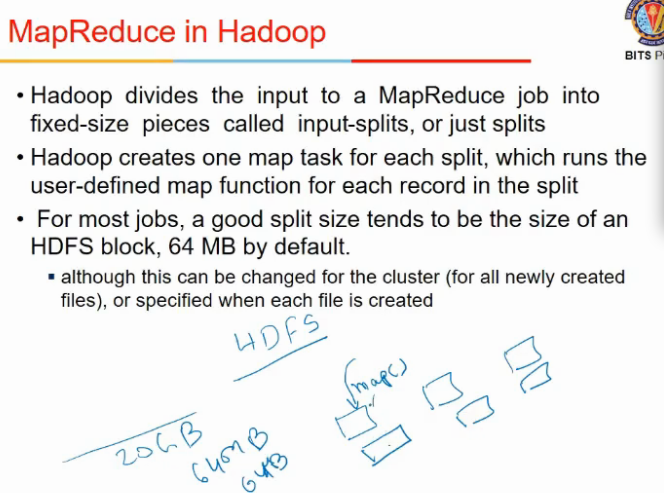 MapReduce in Hadoop
BITS Pi
• Hadoop divides the input to a MapReduce job into
fixed-size pieces called input-splits, or just splits
• Hadoop creates one map task for each split, which runs the
user-defined map function for each record in the split
• For most jobs, a good split size tends to be the size of an
HDFS block, 64 MB by default.
▪ although this can be changed for the cluster (for all newly created
files), or specified when each file is created
HDFS
map()
20GB
64MB